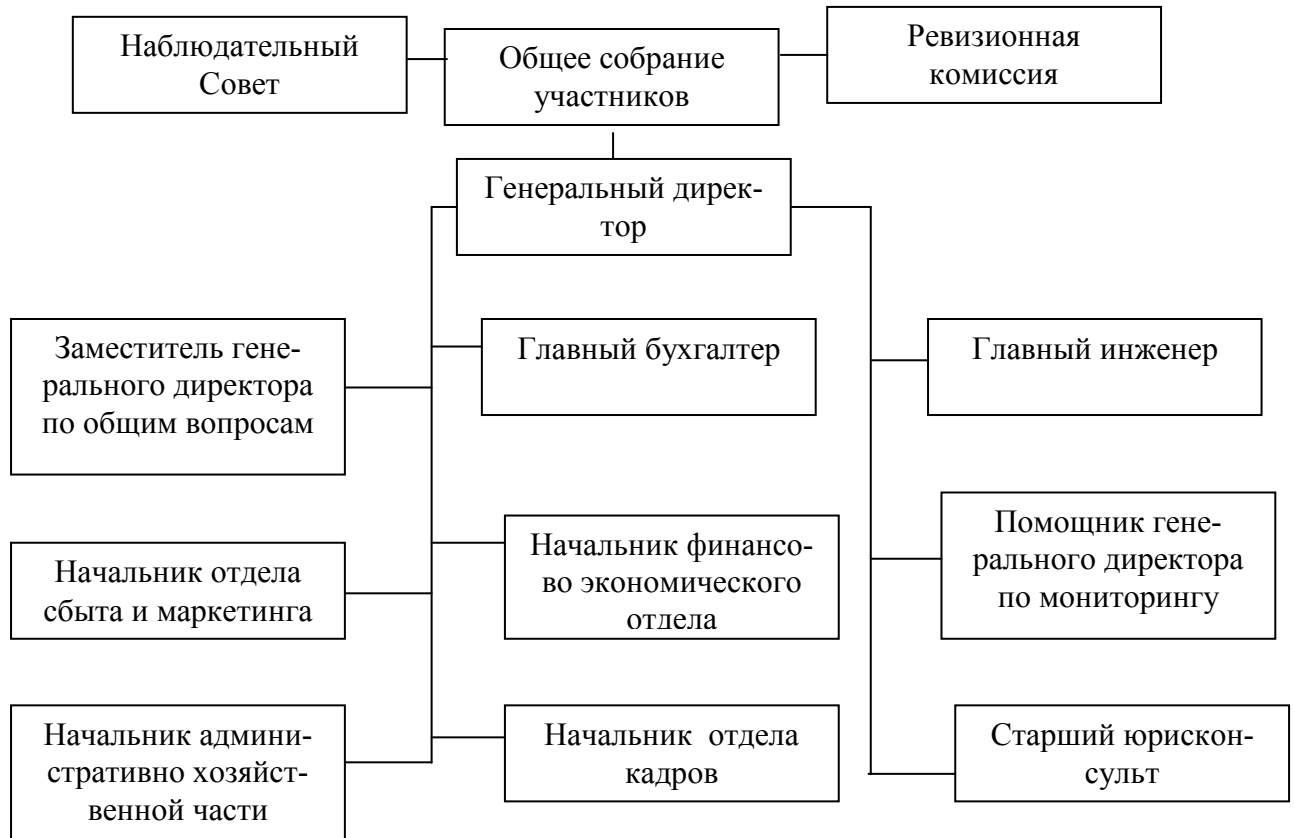 Наблюдательный
Совет
Общее собрание
участников
Ревизионная
комиссия
Генеральный дирек-
тор
Заместитель гене-
рального директора
по общим вопросам
Главный бухгалтер
Главный инженер
Начальник отдела
сбыта и маркетинга
Начальник финансо-
во экономического
отдела
Помощник гене-
рального директора
по мониторингу
Начальник админи-
стративно хозяйст-
венной части
Начальник отдела
кадров
Старший юрискон-
сульт